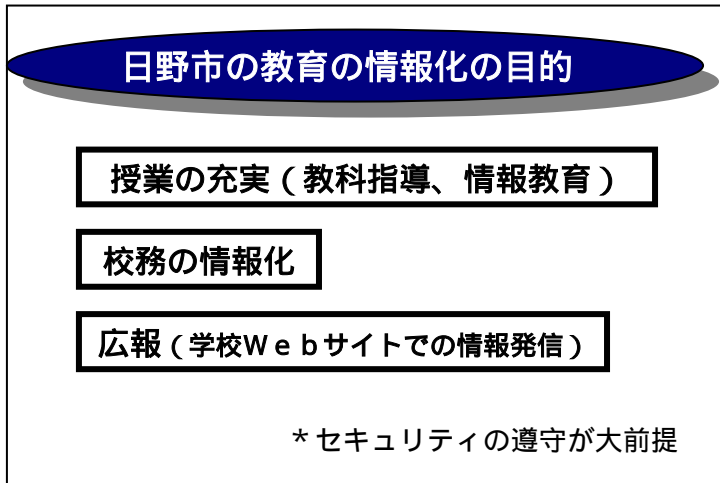 日野市の教育の情報化の目的
授業の充実(教科指導、情報教育)
校務の情報化
広報(学校Ｗｅｂサイトでの情報発信)
*セキュリティの遵守が大前提